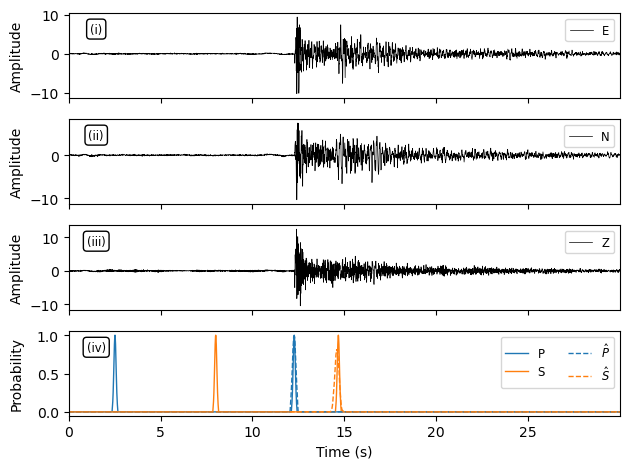 10
0
−10
Amplitude
(i)
E
0
−10
Amplitude
(ii)
N
10
0
−10
Amplitude
(iii)
Z
1.0
0.5
0.0
Probability
(iv)
P
S
P̂
Ŝ
0 5 10 15 20 25
Time (s)